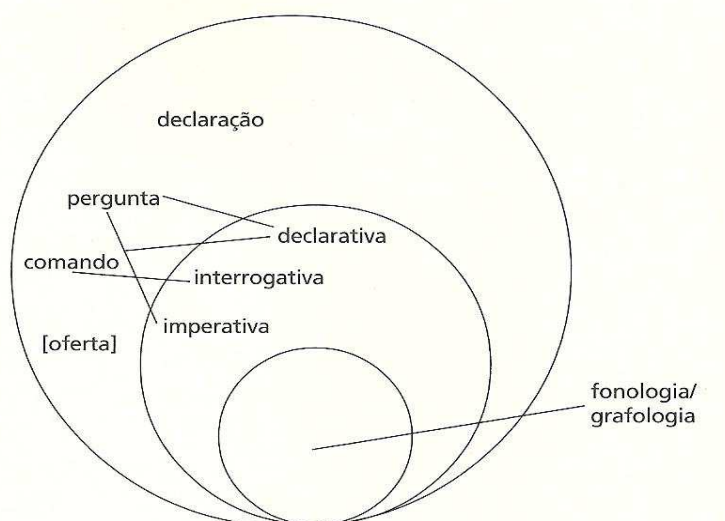 declaração
pergunta
declarativa
comando
interrogativa
imperativa
[oferta]
fonologia/
grafologia